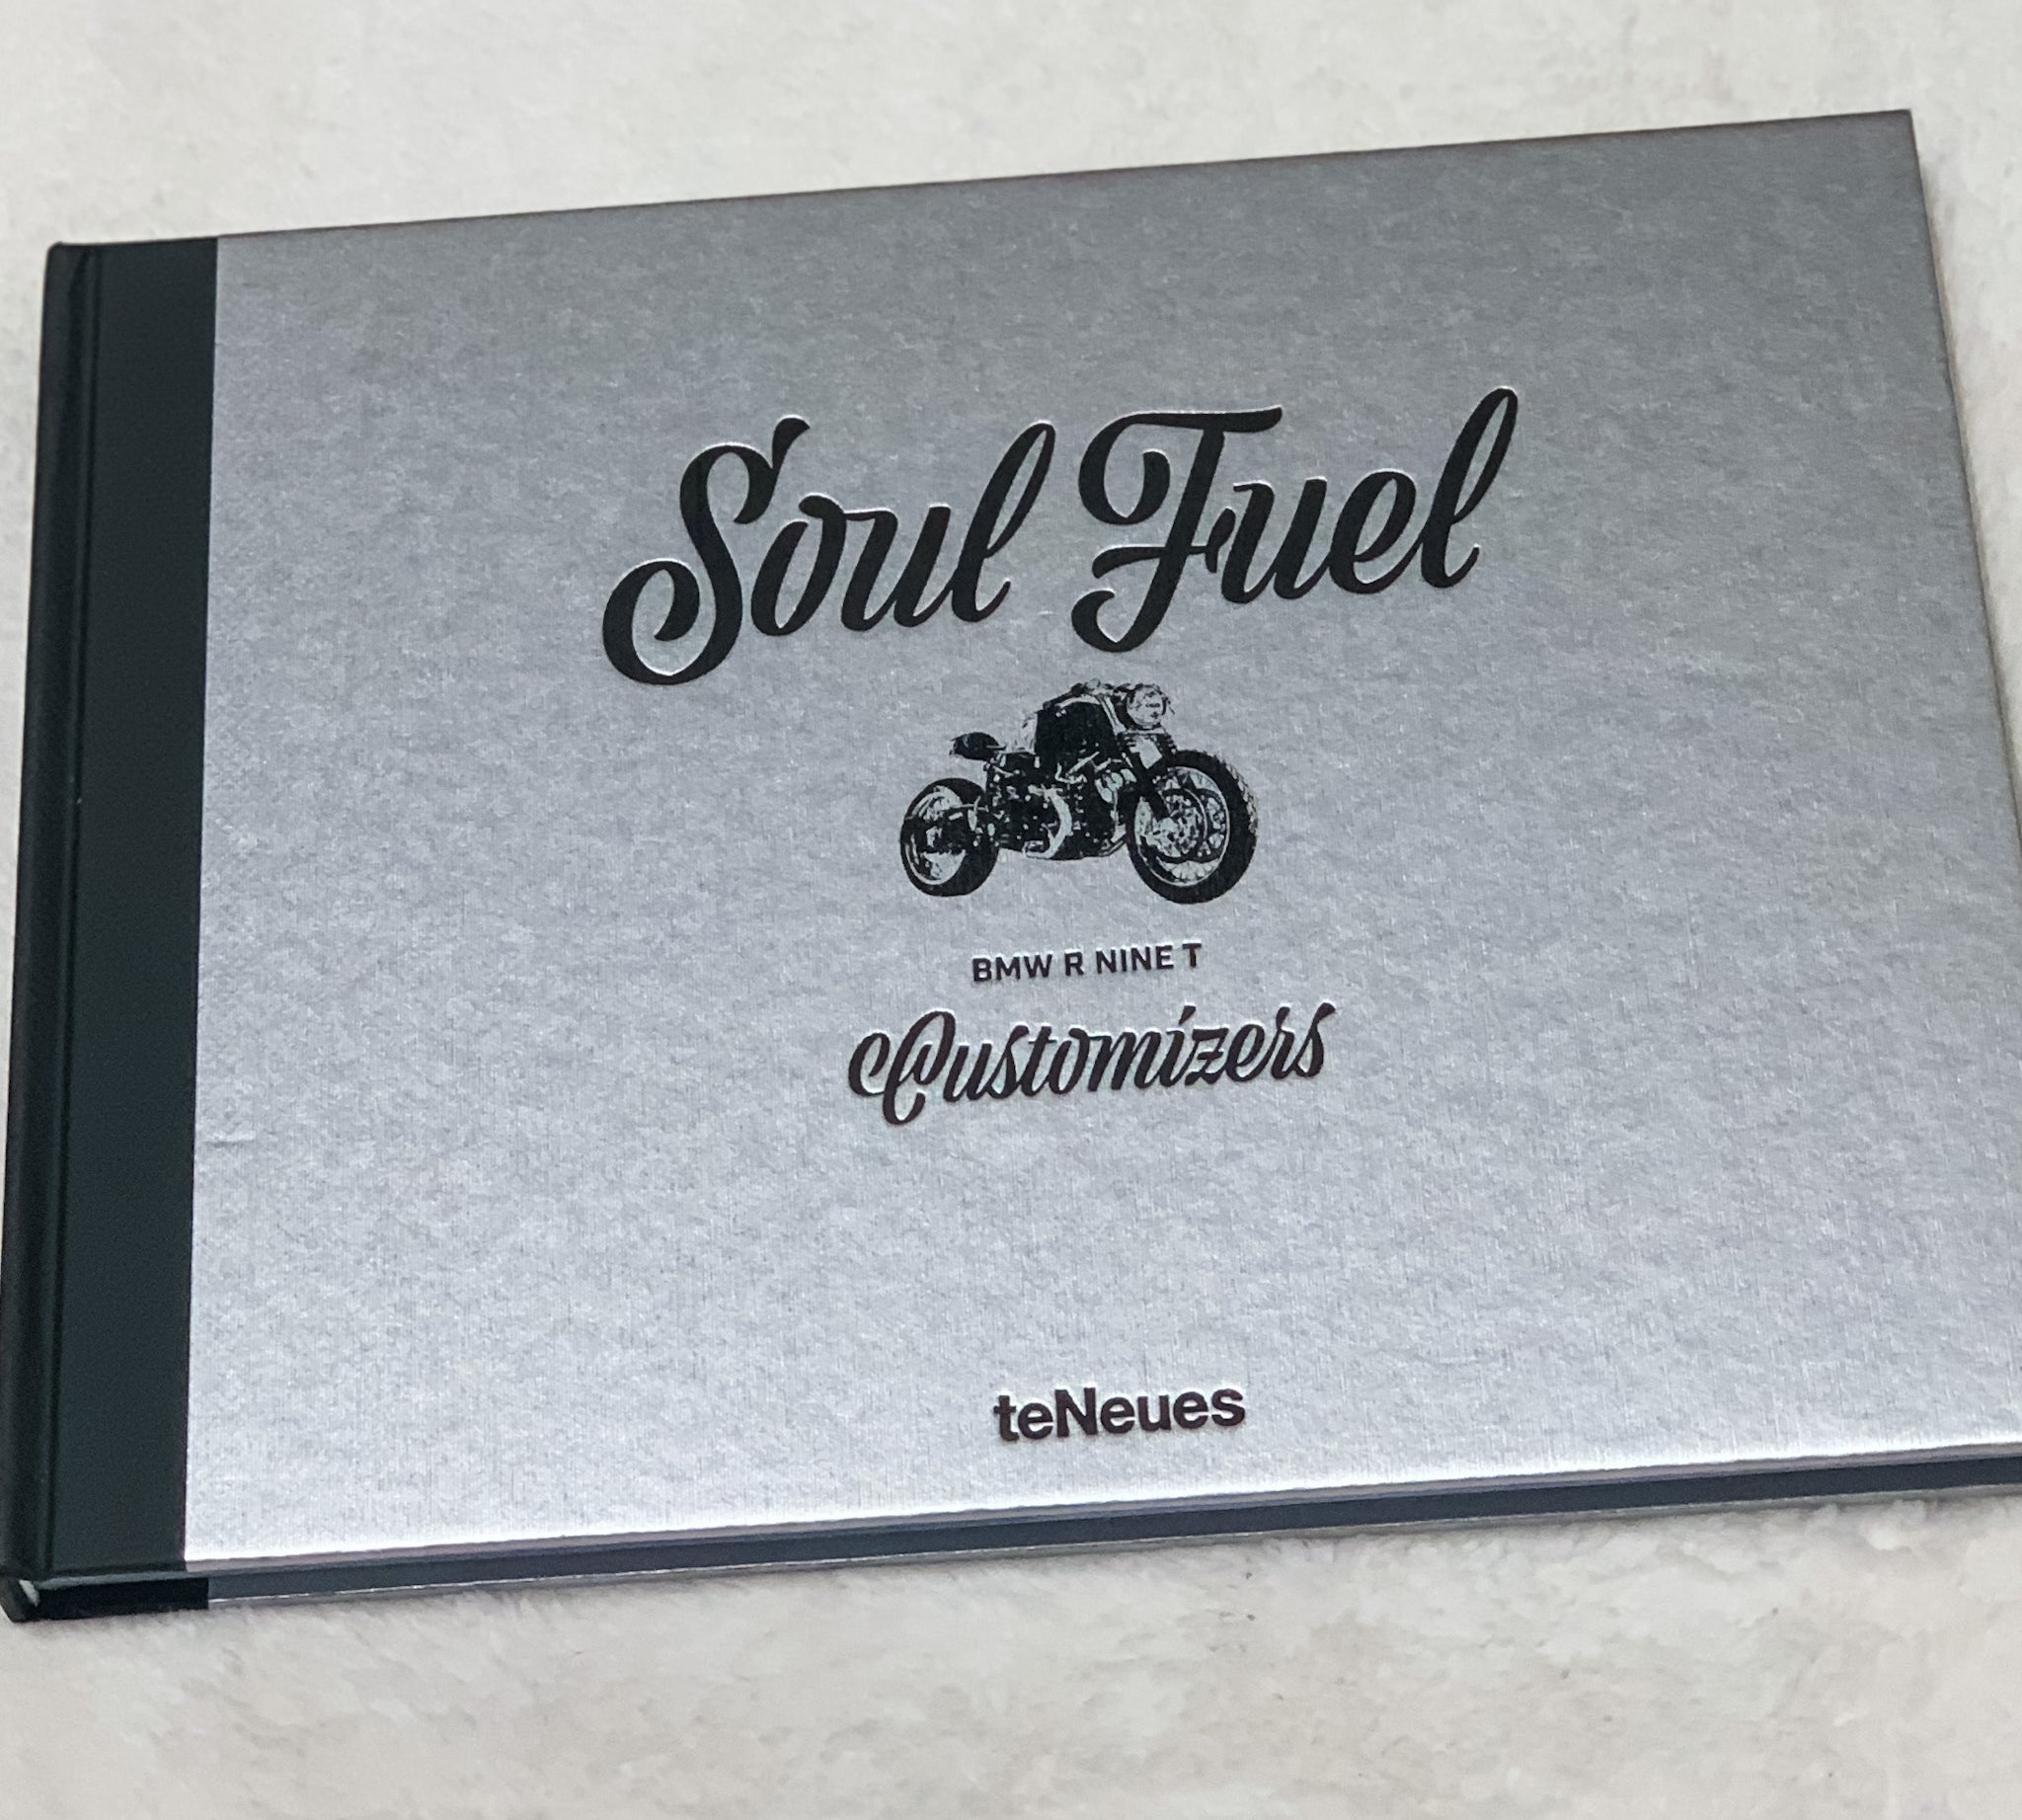 Soul Fuel
BMW R NINE T
Customizers
teNeues